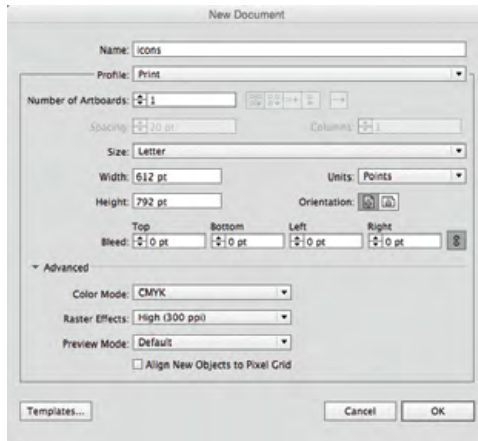 New Document
Name: icons
Profile: Print
Number of Artboards: 1
Spacing: 20 pt Columns: 1
Size: Letter
Width: 612 pt Units: Points
Height: 792 pt Orientation:
Top Bottom Left Right
Bleed: 0 pt 0 pt 0 pt 0 pt
Advanced
Color Mode: CMYK
Raster Effects: High (300 ppi)
Preview Mode: Default
Align New Objects to Pixel Grid
Templates... Cancel OK